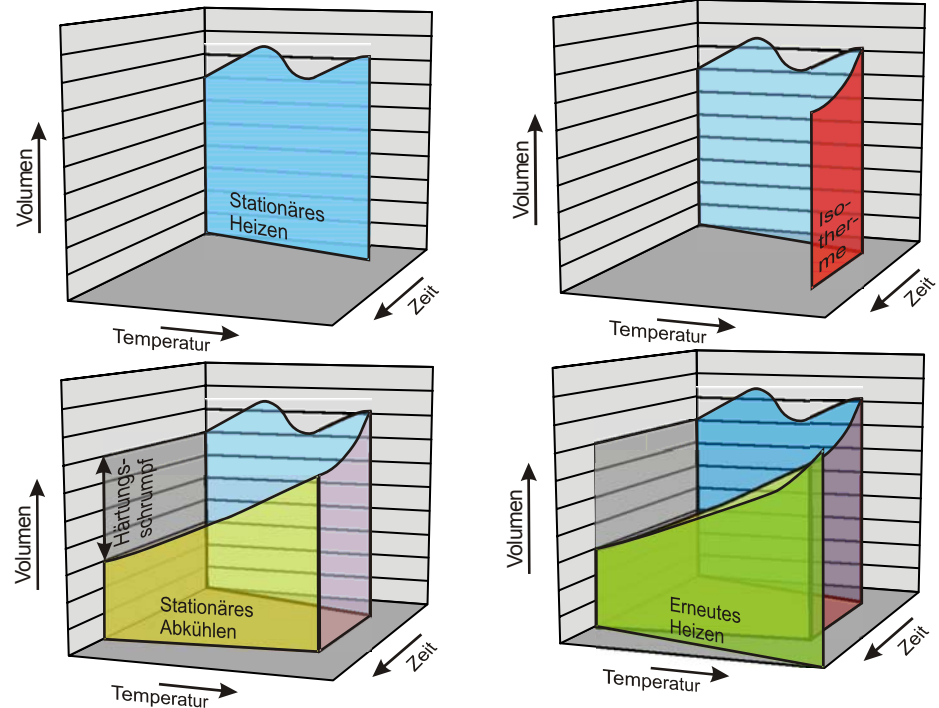 Volumen
Stationäres
Heizen
Temperatur
Zeit
Volumen
Iso-
ther-
me
Temperatur
Zeit
Volumen
Härtungs-
schrumpf
Stationäres
Abkühlen
Temperatur
Zeit
Volumen
Erneutes
Heizen
Temperatur
Zeit